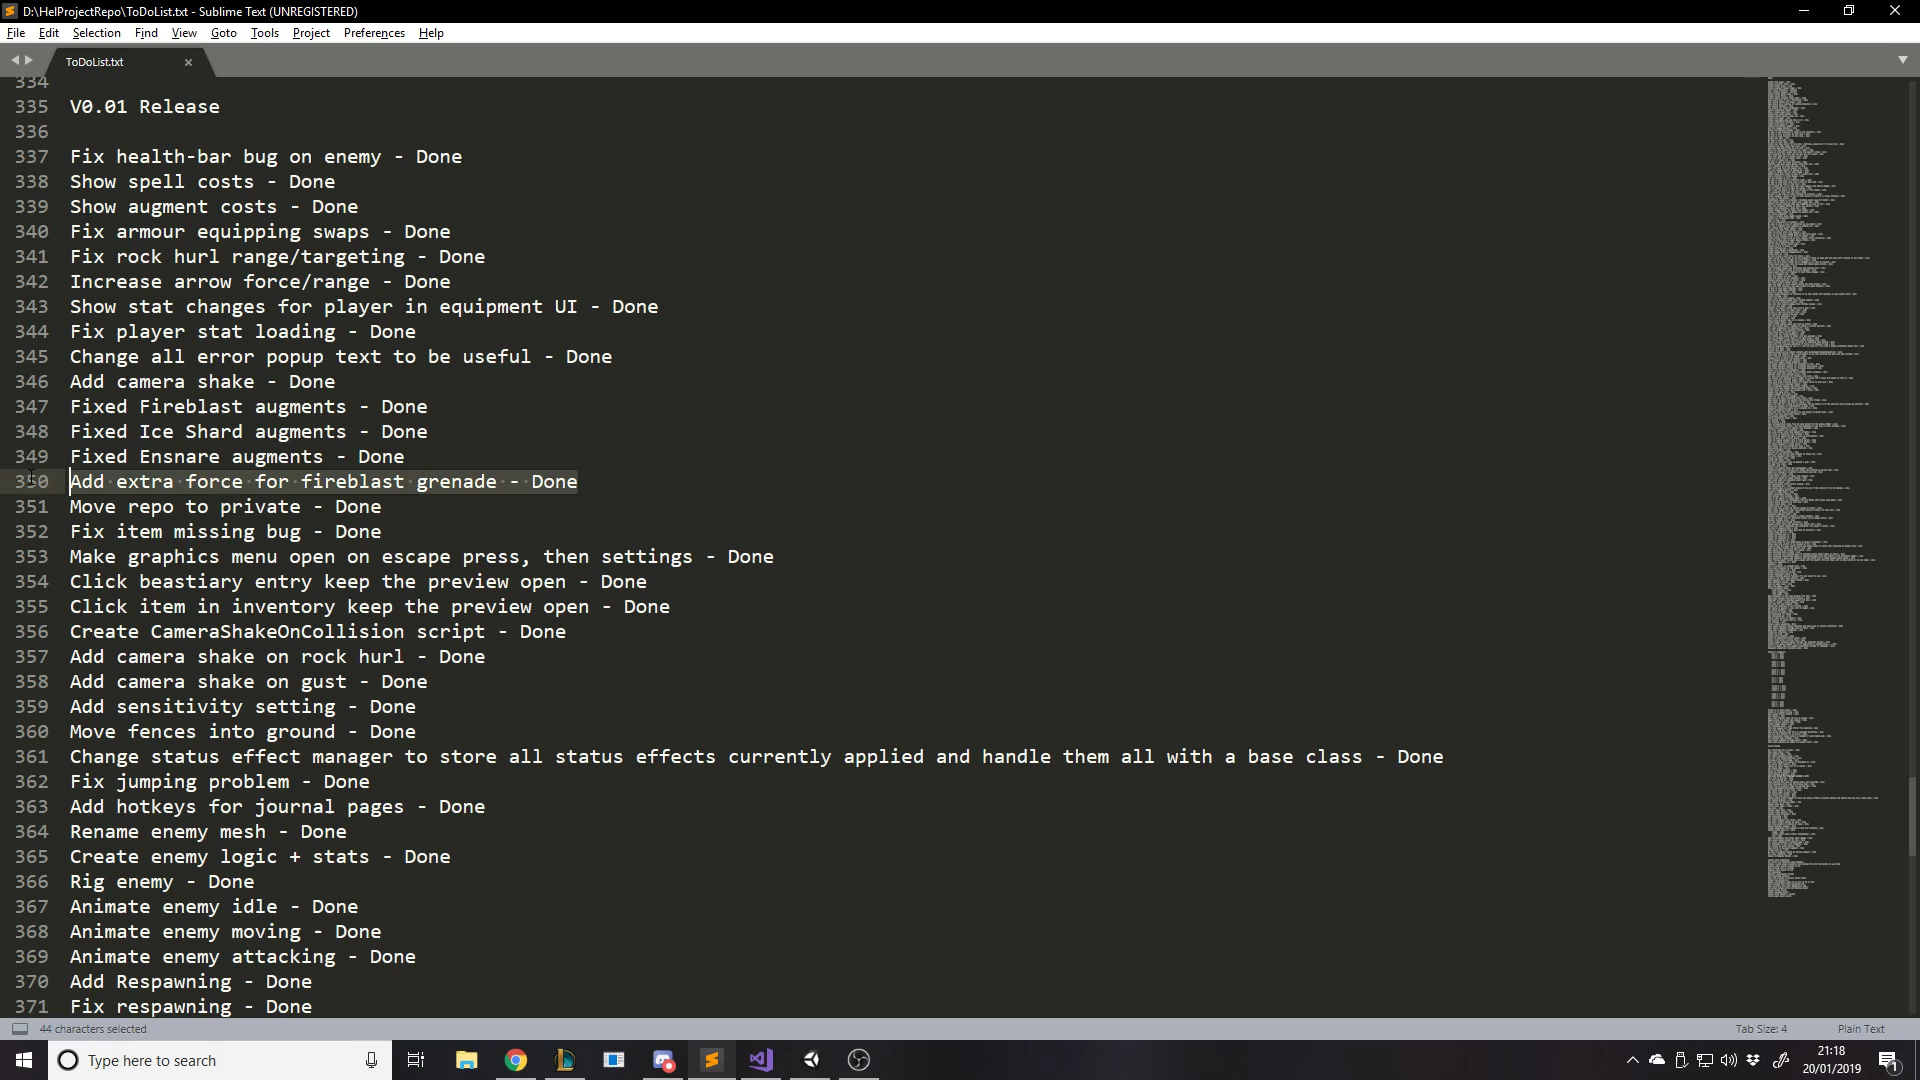 D:\HelProjectRepo\ToDoList.txt - Sublime Text (UNREGISTERED)
File Edit Selection Find View Goto Tools Project Preferences Help
ToDoList.txt
334
335 V0.01 Release
336
337 Fix health-bar bug on enemy - Done
338 Show spell costs - Done
339 Show augment costs - Done
340 Fix armour equipping swaps - Done
341 Fix rock hurl range/targeting - Done
342 Increase arrow force/range - Done
343 Show stat changes for player in equipment UI - Done
344 Fix player stat loading - Done
345 Change all error popup text to be useful - Done
346 Add camera shake - Done
347 Fixed Fireblast augments - Done
348 Fixed Ice Shard augments - Done
349 Fixed Ensnare augments - Done
350 Add extra force for fireblast grenade - Done
351 Move repo to private - Done
352 Fix item missing bug - Done
353 Make graphics menu open on escape press, then settings - Done
354 Click beastiary entry keep the preview open - Done
355 Click item in inventory keep the preview open - Done
356 Create CameraShakeOnCollision script - Done
357 Add camera shake on rock hurl - Done
358 Add camera shake on gust - Done
359 Add sensitivity setting - Done
360 Move fences into ground - Done
361 Change status effect manager to store all status effects currently applied and handle them all with a base class - Done
362 Fix jumping problem - Done
363 Add hotkeys for journal pages - Done
364 Rename enemy mesh - Done
365 Create enemy logic + stats - Done
366 Rig enemy - Done
367 Animate enemy idle - Done
368 Animate enemy moving - Done
369 Animate enemy attacking - Done
370 Add Respawning - Done
371 Fix respawning - Done
44 characters selected Tab Size: 4 Plain Text
Type here to search
21:18
20/01/2019
1